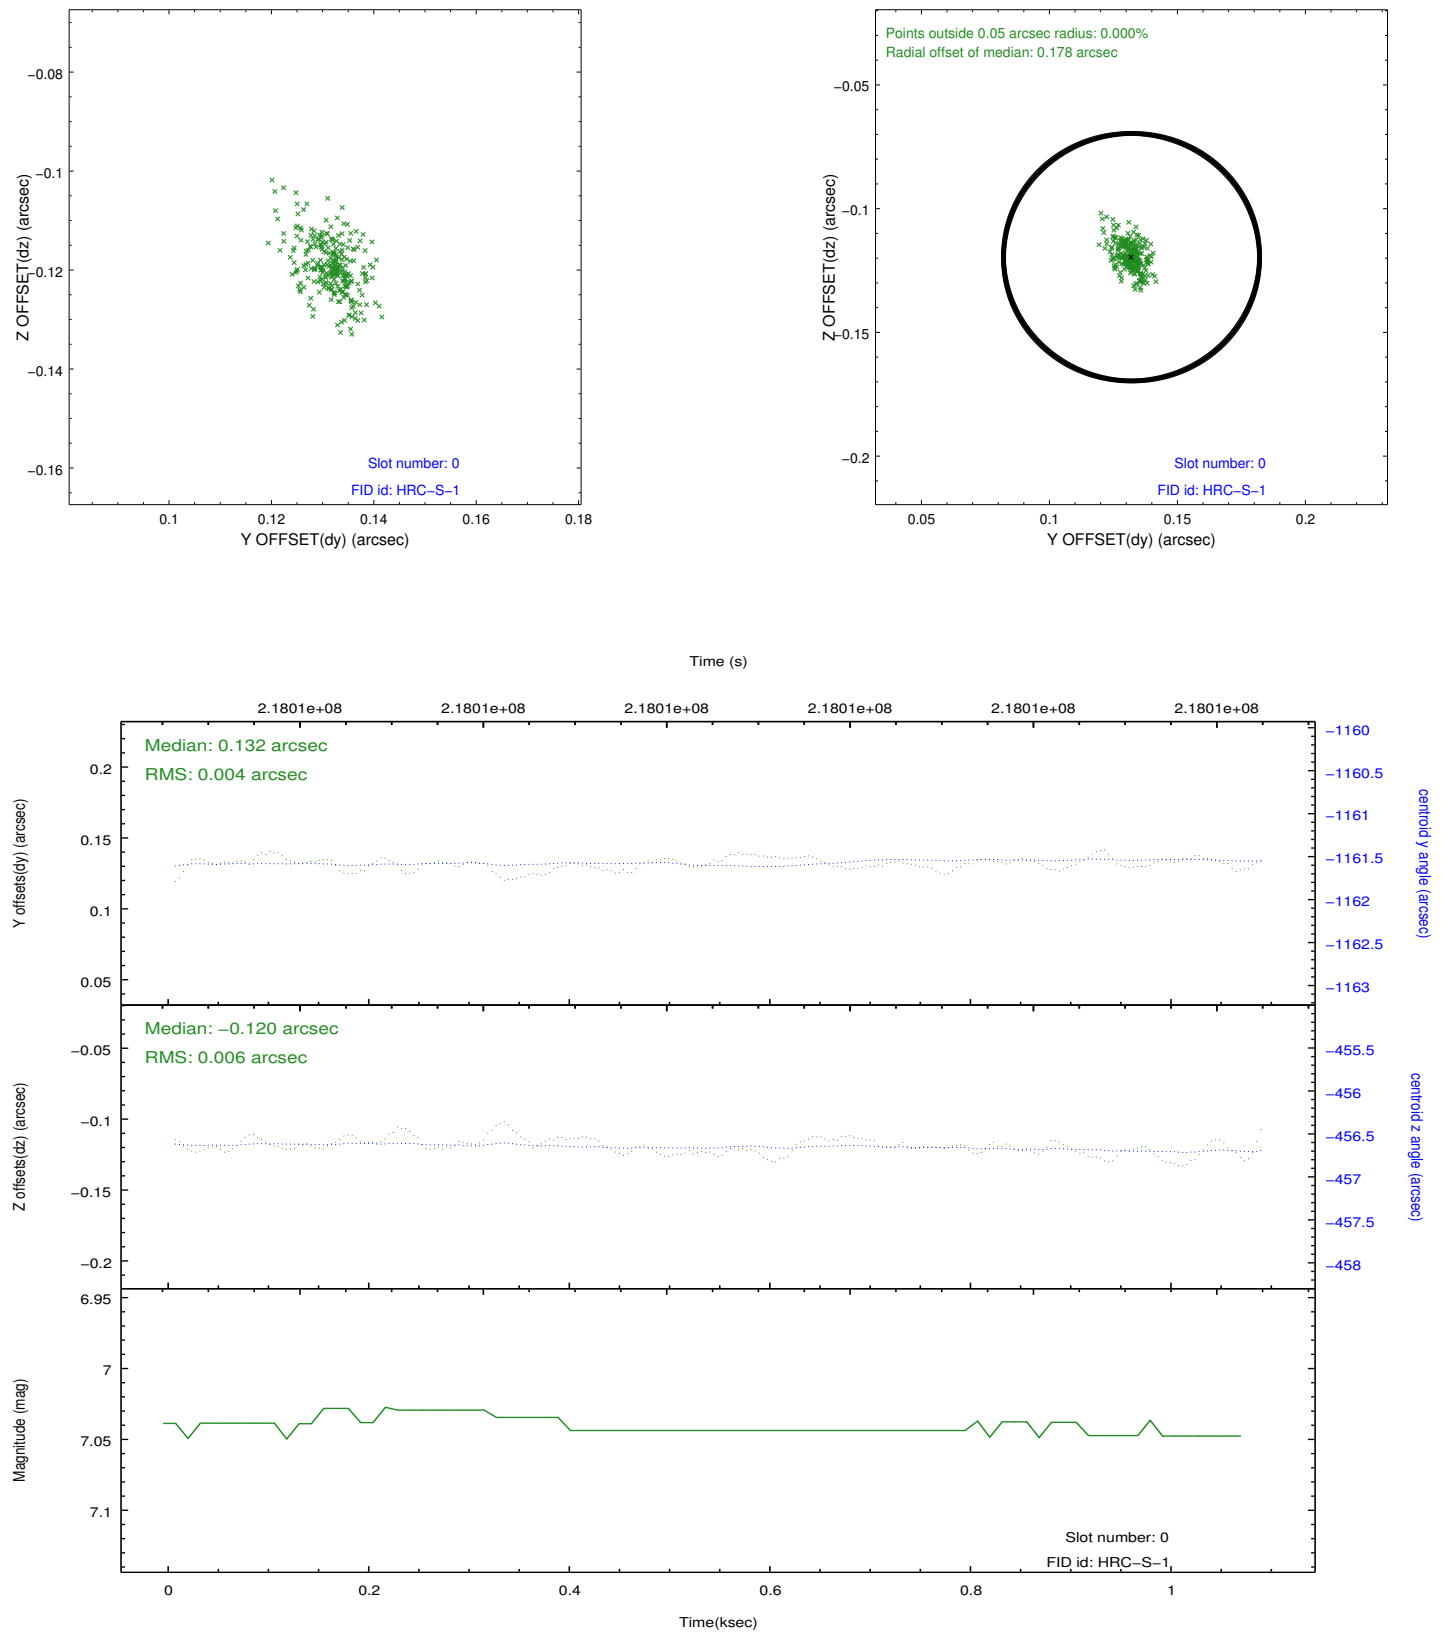 Z OFFSET(dz) (arcsec)
−0.08
−0.1
−0.12
−0.14
−0.16
Slot number: 0
FID id: HRC−S−1
0.1 0.12 0.14 0.16 0.18
Y OFFSET(dy) (arcsec)
Points outside 0.05 arcsec radius: 0.000%
Radial offset of median: 0.178 arcsec
Z OFFSET(dz) (arcsec)
−0.05
−0.1
−0.15
−0.2
Slot number: 0
FID id: HRC−S−1
0.05 0.1 0.15 0.2
Y OFFSET(dy) (arcsec)
Time (s)
2.1801e+08 2.1801e+08 2.1801e+08 2.1801e+08 2.1801e+08 2.1801e+08
Median: 0.132 arcsec
RMS: 0.004 arcsec
Y offsets(dy) (arcsec)
0.2
0.15
0.1
0.05
−1160
−1160.5
−1161
−1161.5
−1162
−1162.5
−1163
centroid y angle (arcsec)
Median: −0.120 arcsec
RMS: 0.006 arcsec
Z offsets(dz) (arcsec)
−0.05
−0.1
−0.15
−0.2
−455.5
−456
−456.5
−457
−457.5
−458
centroid z angle (arcsec)
Magnitude (mag)
6.95
7
7.05
7.1
Slot number: 0
FID id: HRC−S−1
0 0.2 0.4 0.6 0.8 1
Time(ksec)